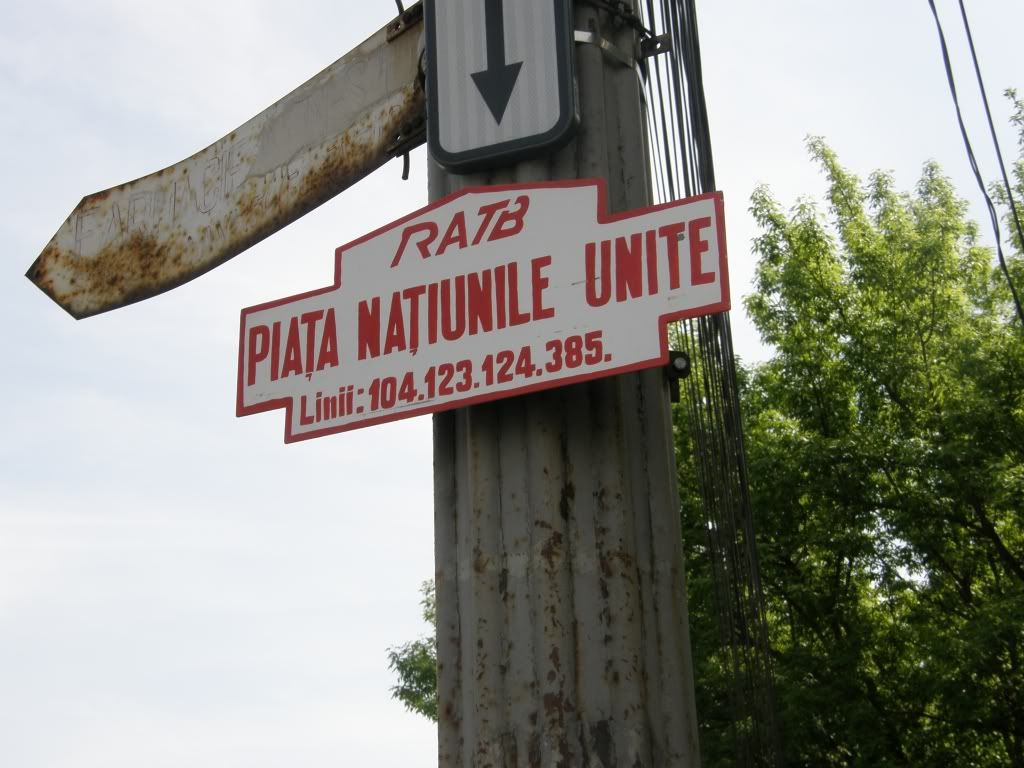 RATB
PIAȚA NAȚIUNILE UNITE
Linii: 104.123.124.385.